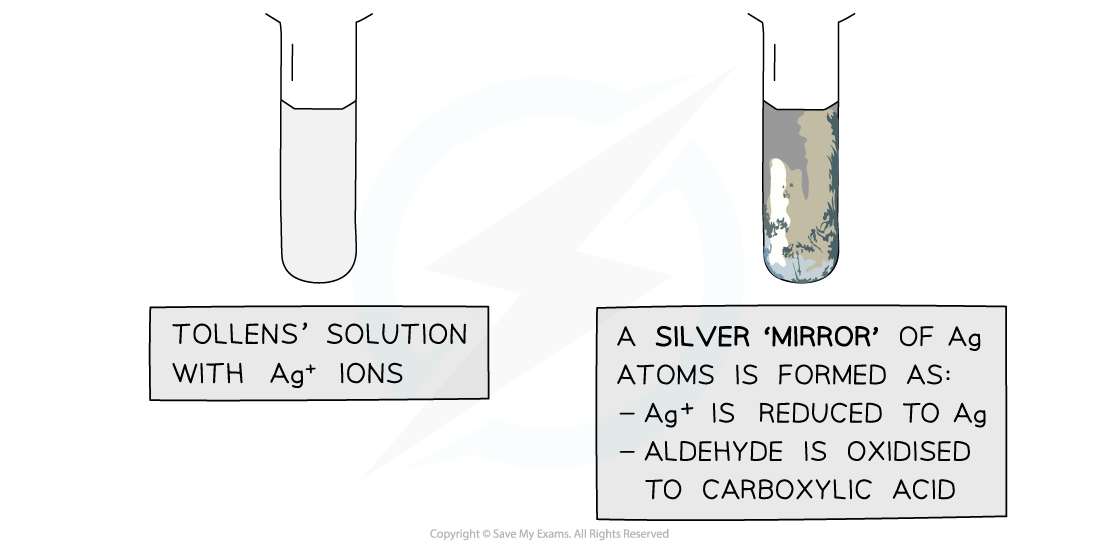 TOLLENS' SOLUTION
WITH Ag⁺ IONS
A SILVER 'MIRROR' OF Ag
ATOMS IS FORMED AS:
– Ag⁺ IS REDUCED TO Ag
– ALDEHYDE IS OXIDISED
TO CARBOXYLIC ACID
Copyright © Save My Exams. All Rights Reserved